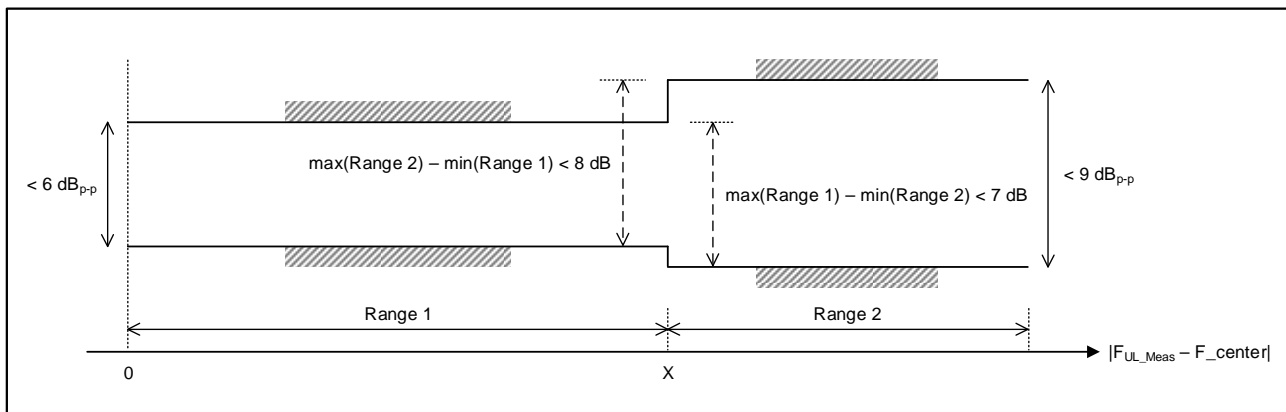 max(Range 2) – min(Range 1) < 8 dB
< 6 dBp-p
max(Range 1) – min(Range 2) < 7 dB
< 9 dBp-p
Range 1
Range 2
|FUL_Meas – F_center|
0
X